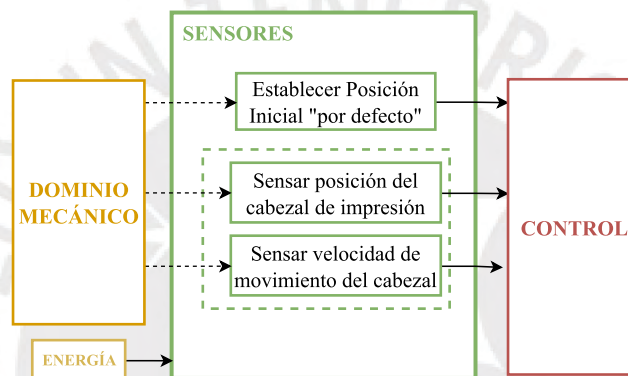 SENSORES
Establecer Posición
Inicial "por defecto"
DOMINIO
MECÁNICO
Sensar posición del
cabezal de impresión
Sensar velocidad de
movimiento del cabezal
CONTROL
ENERGÍA